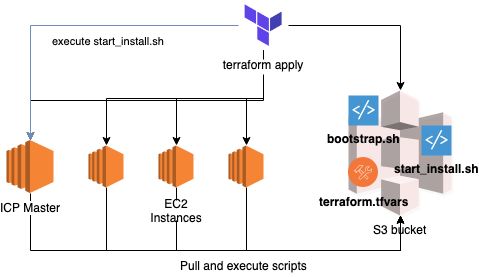 execute start_install.sh
terraform apply
bootstrap.sh
start_install.sh
terraform.tfvars
S3 bucket
ICP Master
EC2
Instances
Pull and execute scripts